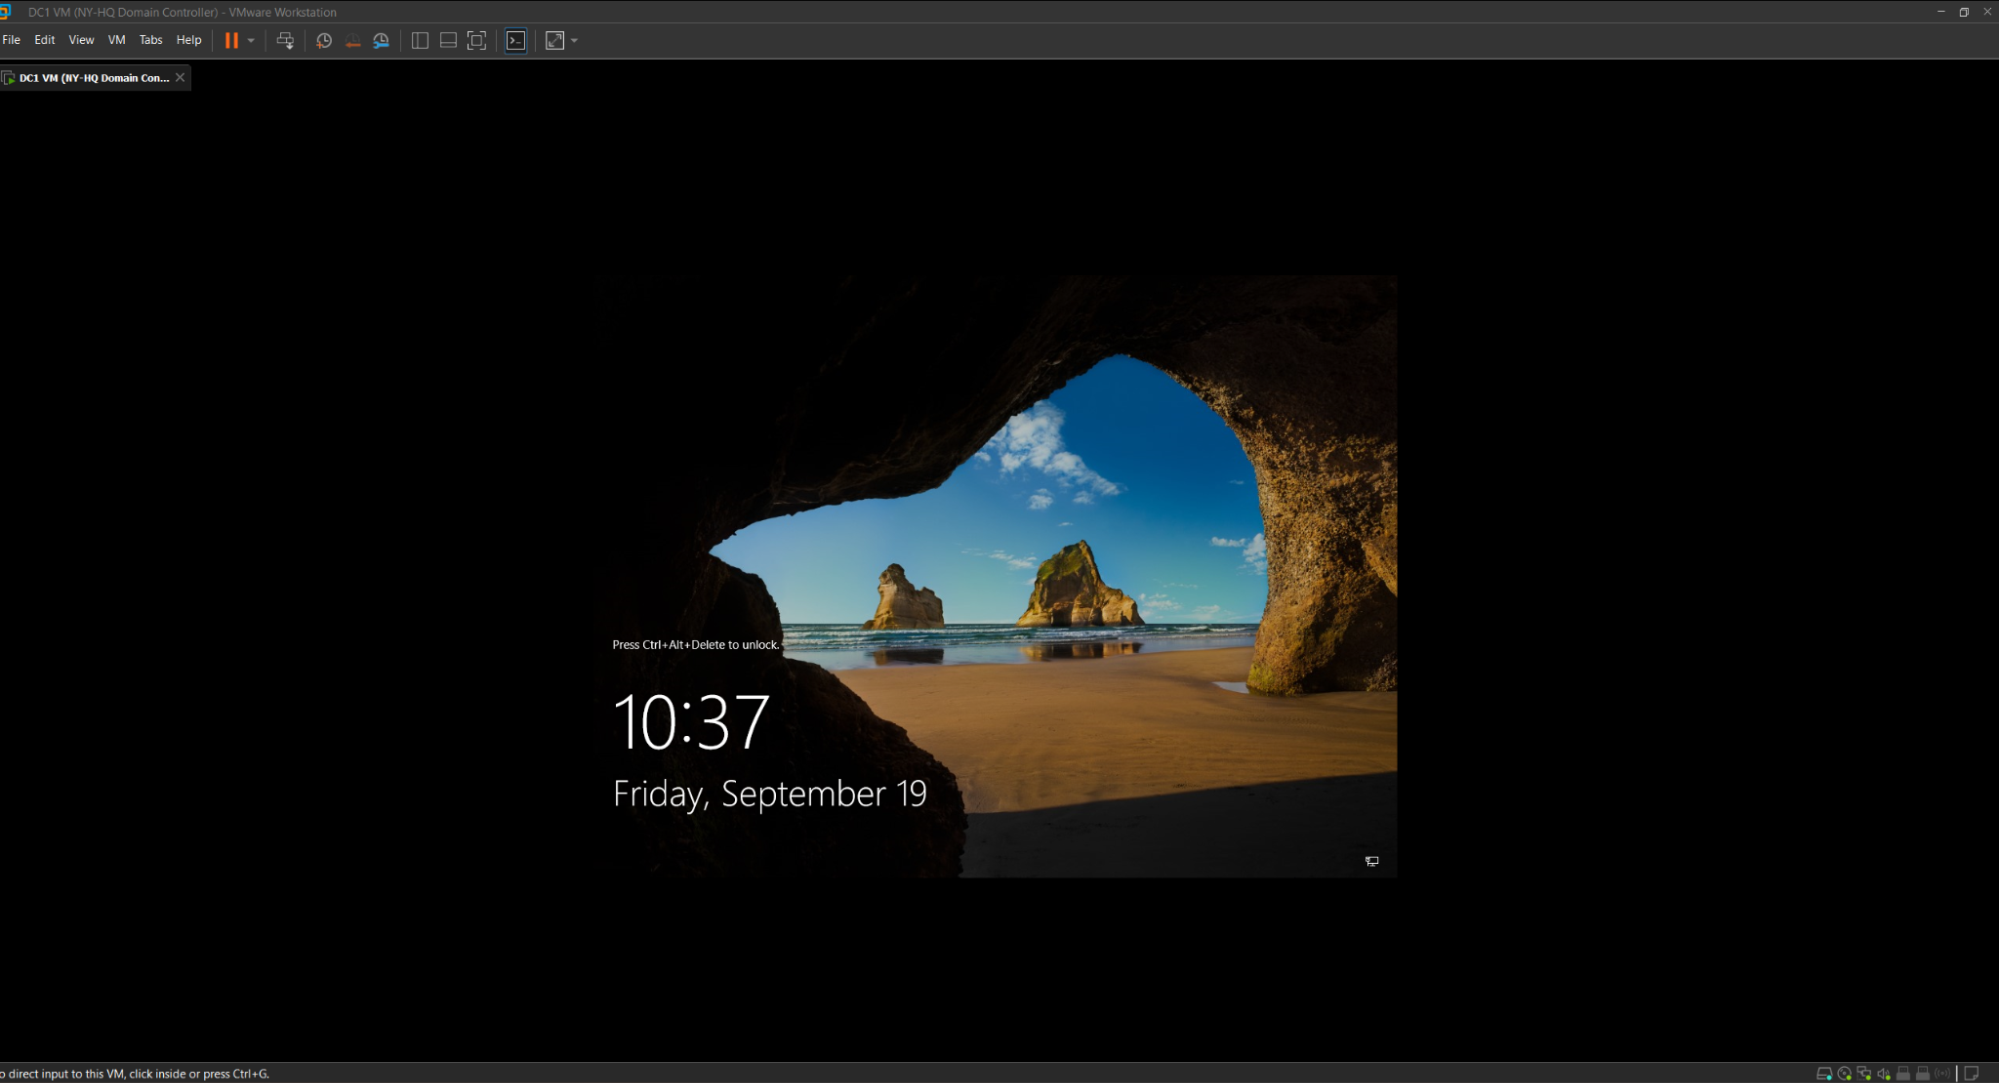 DC1 VM (NY-HQ Domain Controller) - VMware Workstation
File Edit View VM Tabs Help
DC1 VM (NY-HQ Domain Con...
Press Ctrl+Alt+Delete to unlock.
10:37
Friday, September 19
o direct input to this VM, click inside or press Ctrl+G.